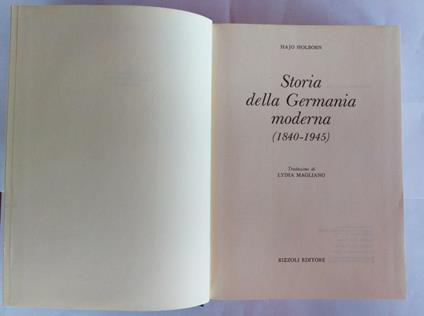 HAJO HOLBORN
Storia
della Germania
moderna
(1840-1945)
Traduzione di
LYDIA MAGLIANO
RIZZOLI EDITORE